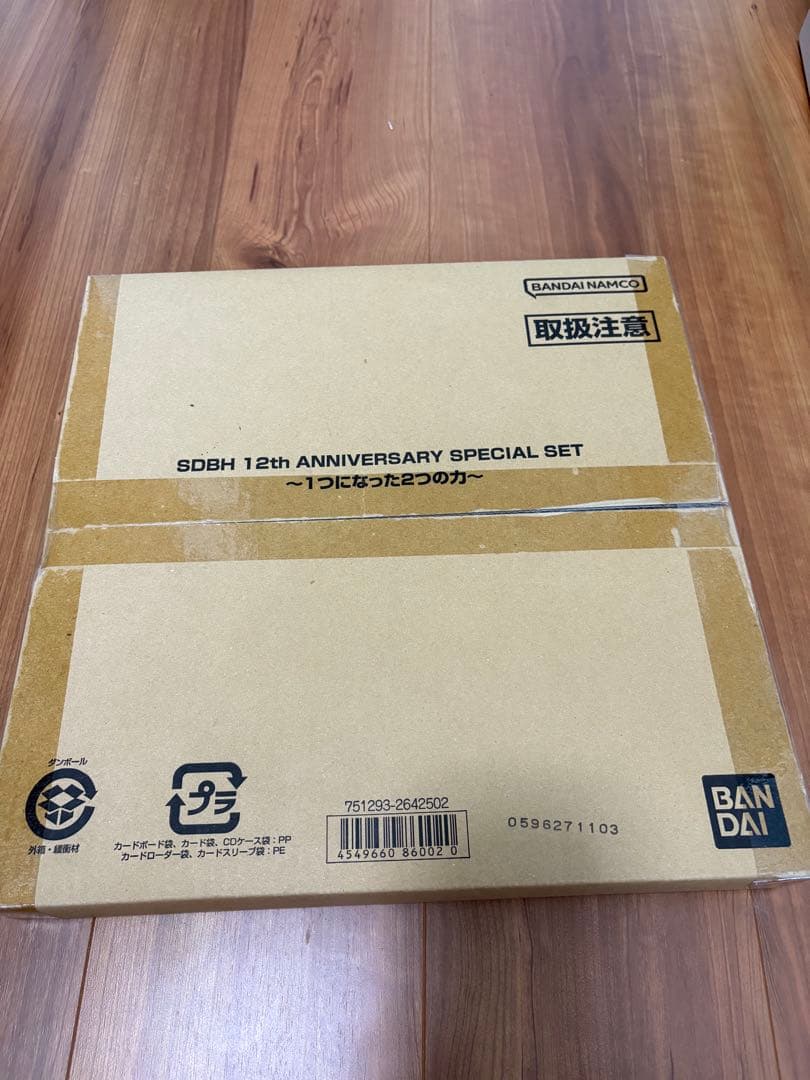 BANDAI NAMCO
取扱注意
SDBH 12th ANNIVERSARY SPECIAL SET
〜1つになった2つの力〜
ダンボール
外箱・緩衝材
プラ
カードボード袋、カード袋、CDケース袋：PP
カードローダー袋、カードスリーブ袋：PE
751293-2642502
4549660 86002 0
0596271103
BAN
DAI